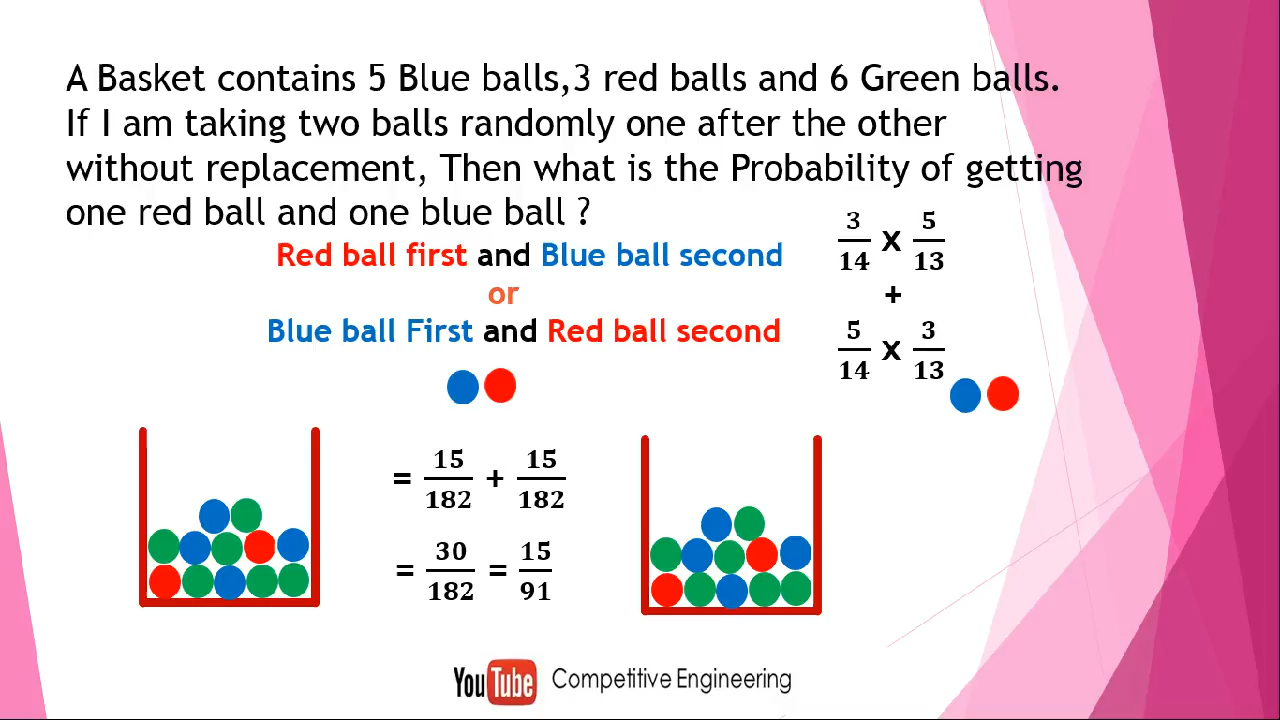 A Basket contains 5 Blue balls,3 red balls and 6 Green balls.
If I am taking two balls randomly one after the other
without replacement, Then what is the Probability of getting
one red ball and one blue ball ?
Red ball first and Blue ball second
or
Blue ball First and Red ball second
3/14 x 5/13
+
5/14 x 3/13
= 15/182 + 15/182
= 30/182 = 15/91
YouTube Competitive Engineering